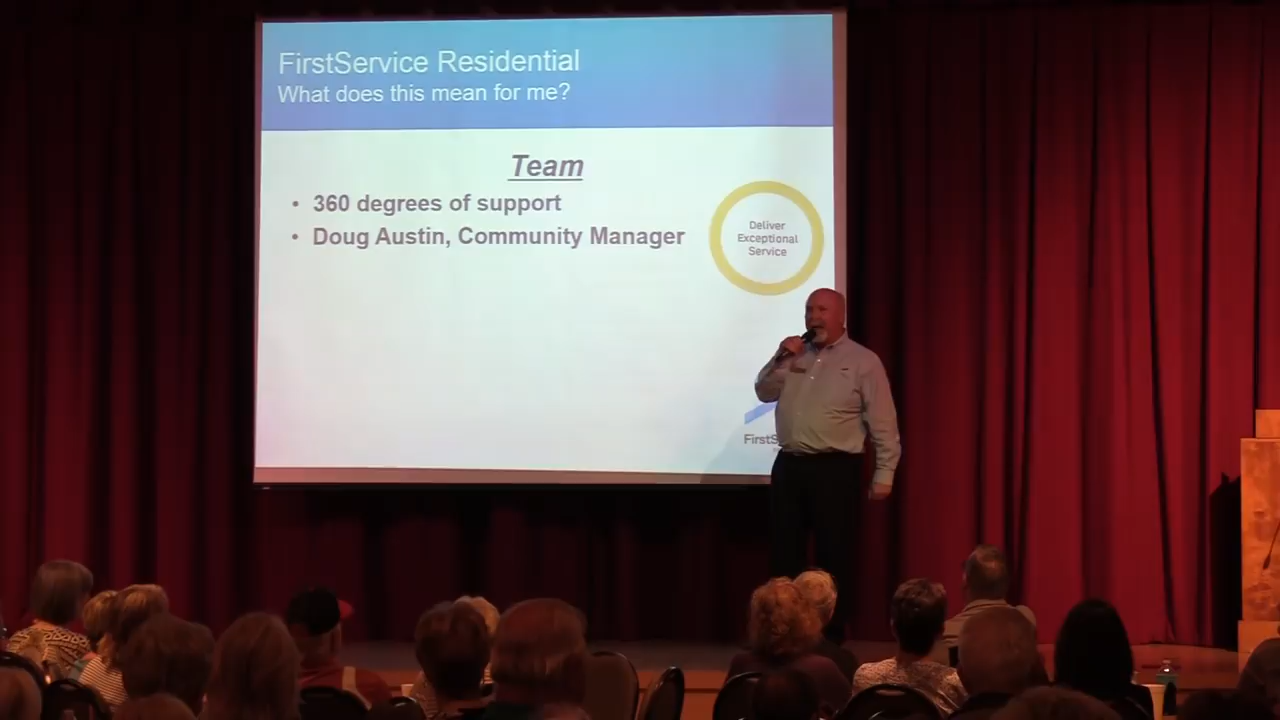 FirstService Residential
What does this mean for me?
Team
• 360 degrees of support
• Doug Austin, Community Manager
Deliver
Exceptional
Service